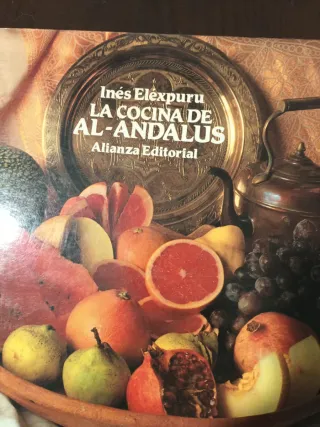 Inés Eléxpuru
LA COCINA DE
AL-ANDALUS
Alianza Editorial